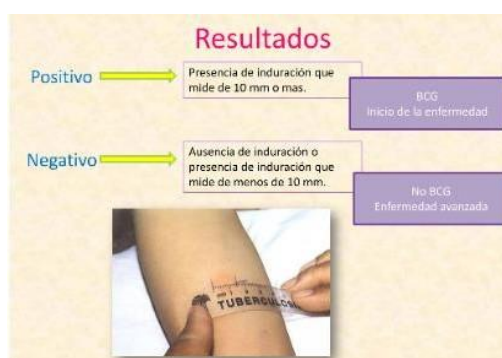 Resultados
Positivo
Presencia de induración que
mide de 10 mm o mas.
BCG
Inicio de la enfermedad
Negativo
Ausencia de induración o
presencia de induración que
mide de menos de 10 mm.
No BCG
Enfermedad avanzada
TUBERCULOS